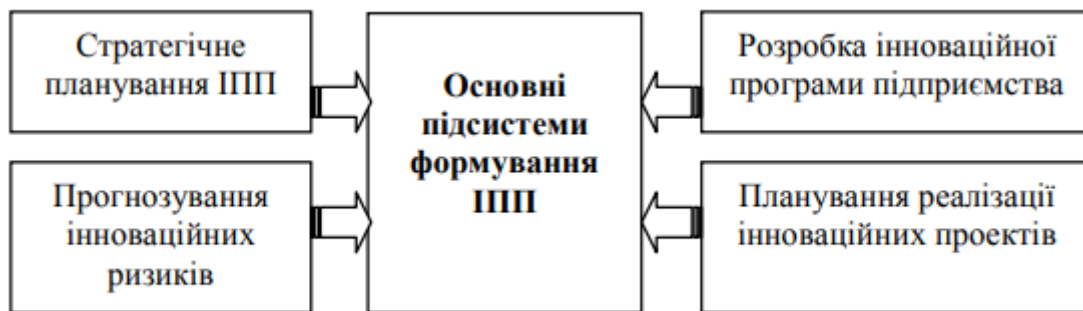 Стратегічне
планування ІПП
Прогнозування
інноваційних
ризиків
Основні
підсистеми
формування
ІПП
Розробка інноваційної
програми підприємства
Планування реалізації
інноваційних проектів